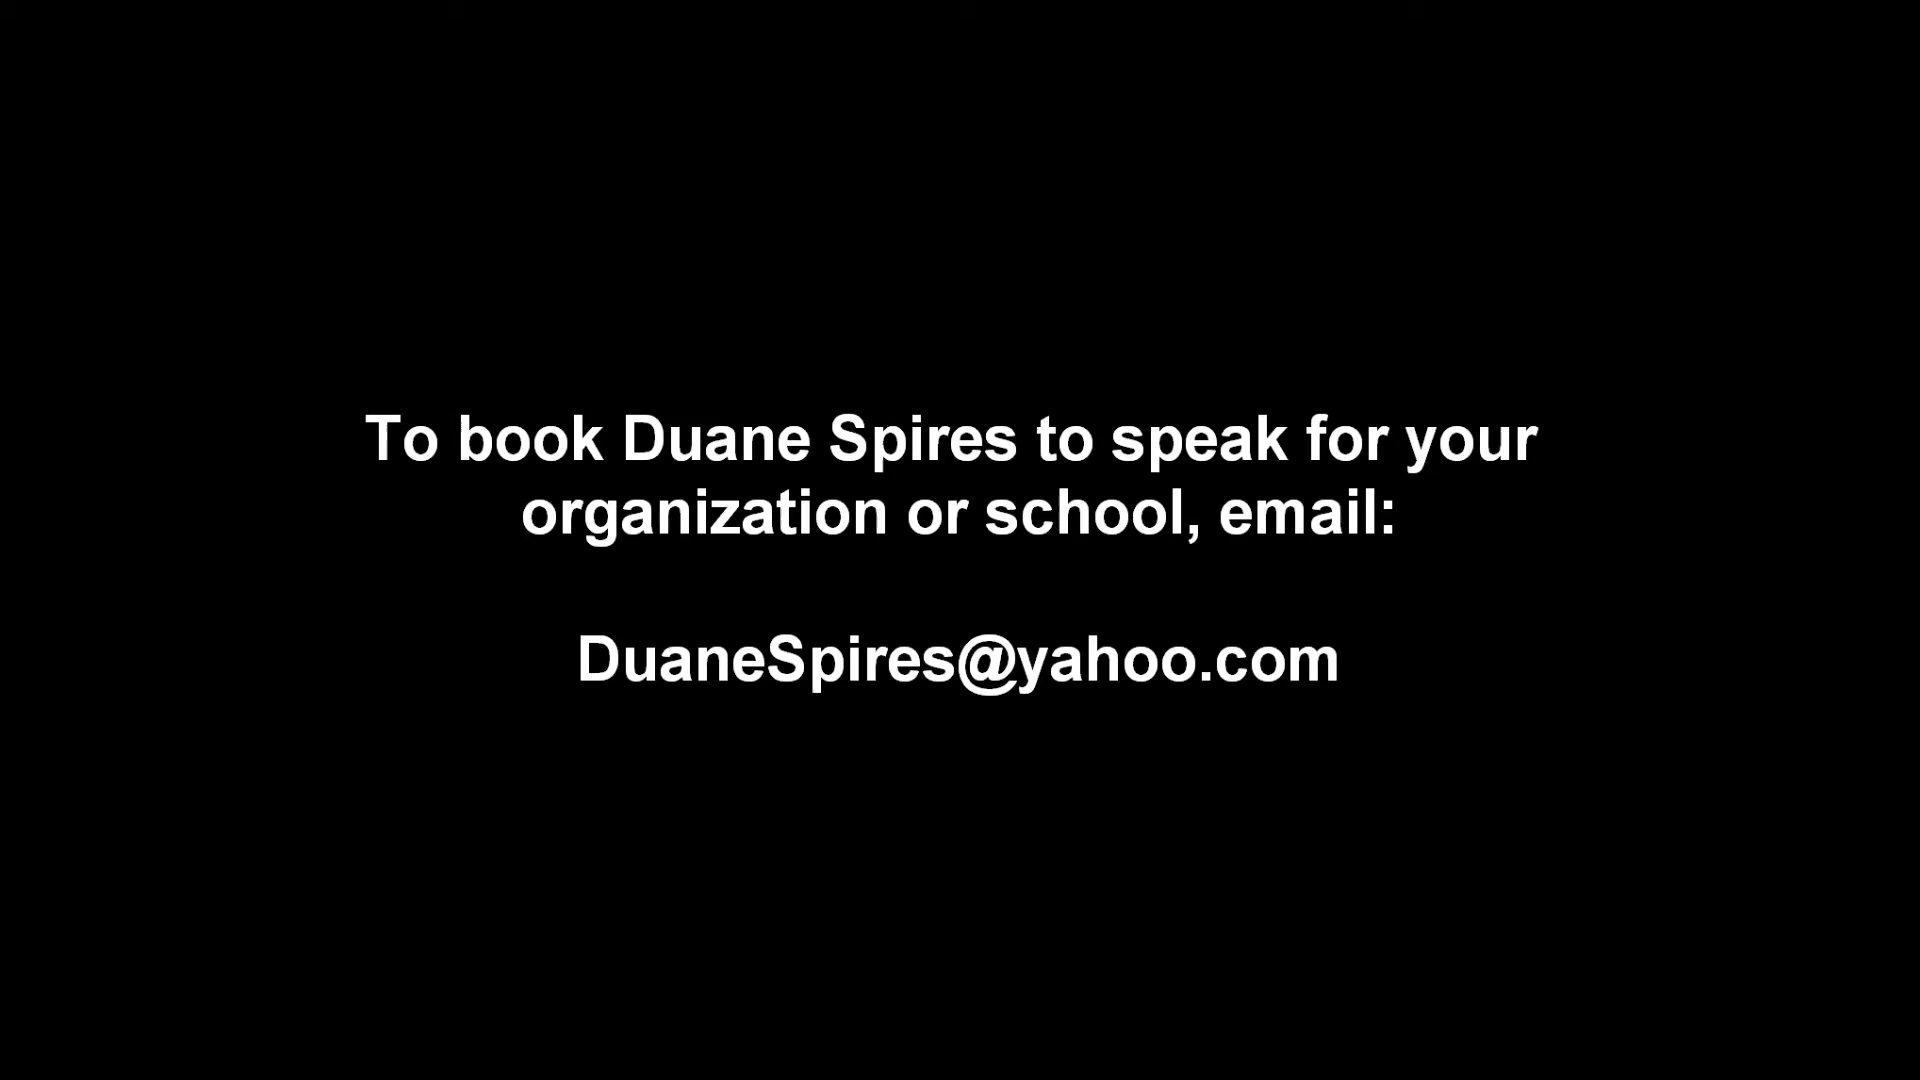 To book Duane Spires to speak for your
organization or school, email:
DuaneSpires@yahoo.com